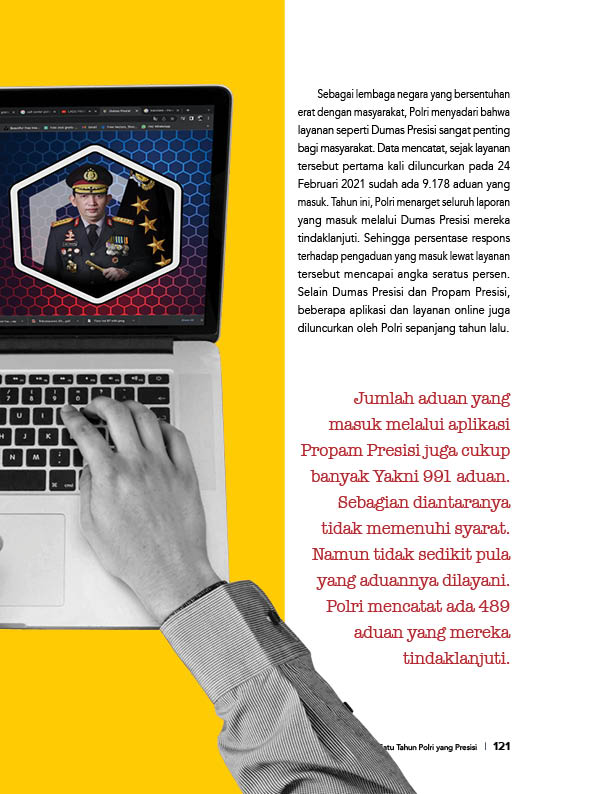 Sebagai lembaga negara yang bersentuhan
erat dengan masyarakat, Polri menyadari bahwa
layanan seperti Dumas Presisi sangat penting
bagi masyarakat. Data mencatat, sejak layanan
tersebut pertama kali diluncurkan pada 24
Februari 2021 sudah ada 9.178 aduan yang
masuk. Tahun ini, Polri menarget seluruh laporan
yang masuk melalui Dumas Presisi mereka
tindaklanjuti. Sehingga persentase respons
terhadap pengaduan yang masuk lewat layanan
tersebut mencapai angka seratus persen.
Selain Dumas Presisi dan Propam Presisi,
beberapa aplikasi dan layanan online juga
diluncurkan oleh Polri sepanjang tahun lalu.
Jumlah aduan yang
masuk melalui aplikasi
Propam Presisi juga cukup
banyak Yakni 991 aduan.
Sebagian diantaranya
tidak memenuhi syarat.
Namun tidak sedikit pula
yang aduannya dilayani.
Polri mencatat ada 489
aduan yang mereka
tindaklanjuti.
Satu Tahun Polri yang Presisi | 121